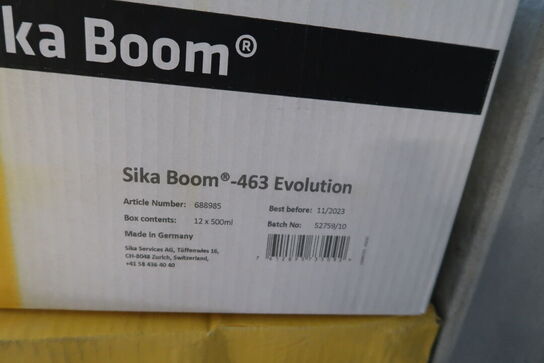 ka Boom®
Sika Boom®-463 Evolution
Article Number: 688985
Best before: 11/2023
Box contents: 12 x 500ml
Batch No: 52759/10
Made in Germany
Sika Services AG, Tüffenwies 16,
CH-8048 Zurich, Switzerland,
+41 58 436 40 40